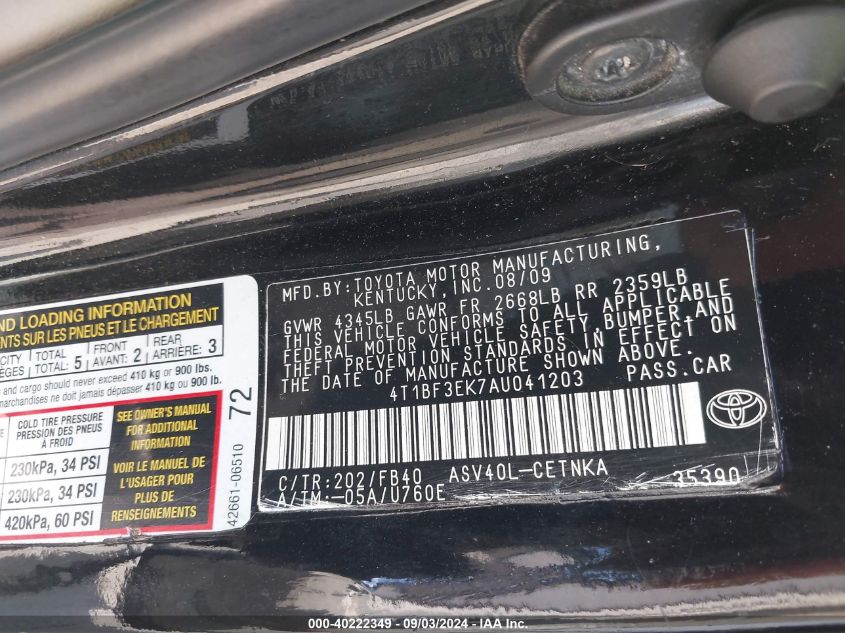 MFD.BY:TOYOTA MOTOR MANUFACTURING,
KENTUCKY, INC. 08/09
GVWR 4345LB GAWR FR 2668LB RR 2359LB
THIS VEHICLE CONFORMS TO ALL APPLICABLE
FEDERAL MOTOR VEHICLE SAFETY,BUMPER,AND
THEFT PREVENTION STANDARDS IN EFFECT ON
THE DATE OF MANUFACTURE SHOWN ABOVE.
4T1BF3EK7AU041203 PASS.CAR
C/TR:202/FB40 ASV40L-CETNKA 35390
A/TM:-05A/U760E
LOADING INFORMATION
SUR LES PNEUS ET LE CHARGEMENT
TOTAL 5 FRONT 2 REAR 3
TOTAL: AVANT: ARRIÈRE:
and cargo should never exceed 410 kg or 900 lbs.
ne doit jamais dépasser 410 kg ou 900 lb.
COLD TIRE PRESSURE
PRESSION DES PNEUS
À FROID
230kPa, 34 PSI
230kPa, 34 PSI
420kPa, 60 PSI
SEE OWNER'S MANUAL
FOR ADDITIONAL
INFORMATION
VOIR LE MANUEL DE
L'USAGER POUR
PLUS DE
RENSEIGNEMENTS
42661-06510 72
000-40222349 - 09/03/2024 - IAA Inc.